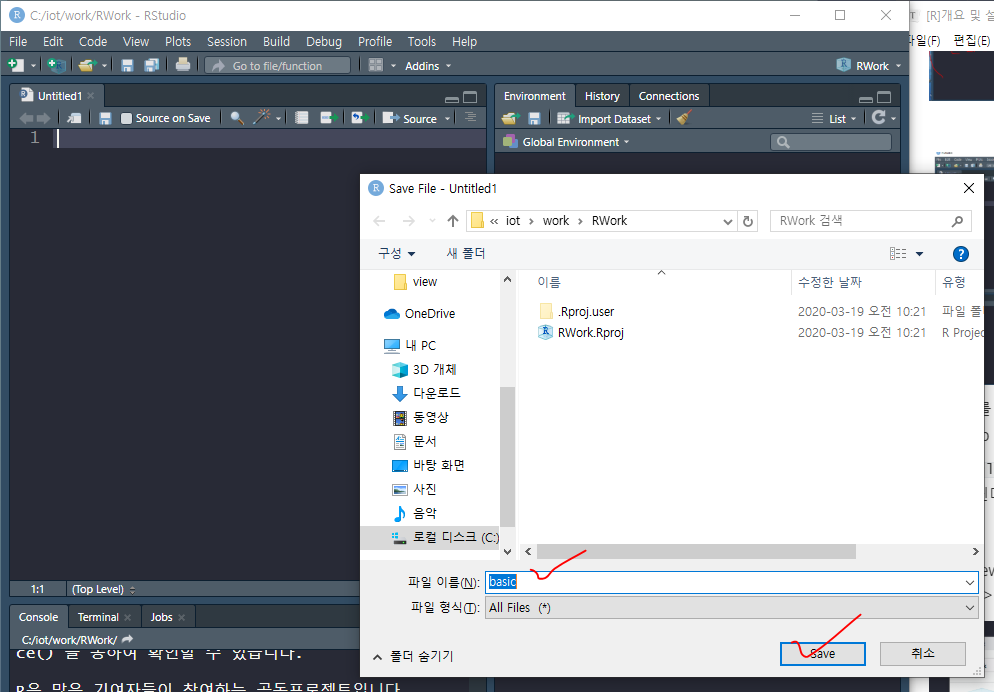 C:/iot/work/RWork - RStudio
[R]개요 및 설
File Edit Code View Plots Session Build Debug Profile Tools Help
파일(F) 편집(E)
Go to file/function
Addins
RWork
Untitled1
Environment History Connections
Source on Save
Source
Import Dataset
List
1
Global Environment
Save File - Untitled1
« iot › work › RWork
RWork 검색
구성
새 폴더
view
이름
수정한 날짜
유형
OneDrive
.Rproj.user
2020-03-19 오전 10:21
파일 폴
내 PC
RWork.Rproj
2020-03-19 오전 10:21
R Projec
3D 개체
다운로드
동영상
문서
바탕 화면
사진
음악
로컬 디스크 (C:)
1:1
(Top Level)
파일 이름(N):
basic
파일 형식(T):
All Files (*)
Console Terminal Jobs
C:/iot/work/RWork/
폴더 숨기기
Save
취소
ce() 을 통하여 확인할 수 있습니다.
R은 많은 기여자들이 참여하는 공동프로젝트입니다